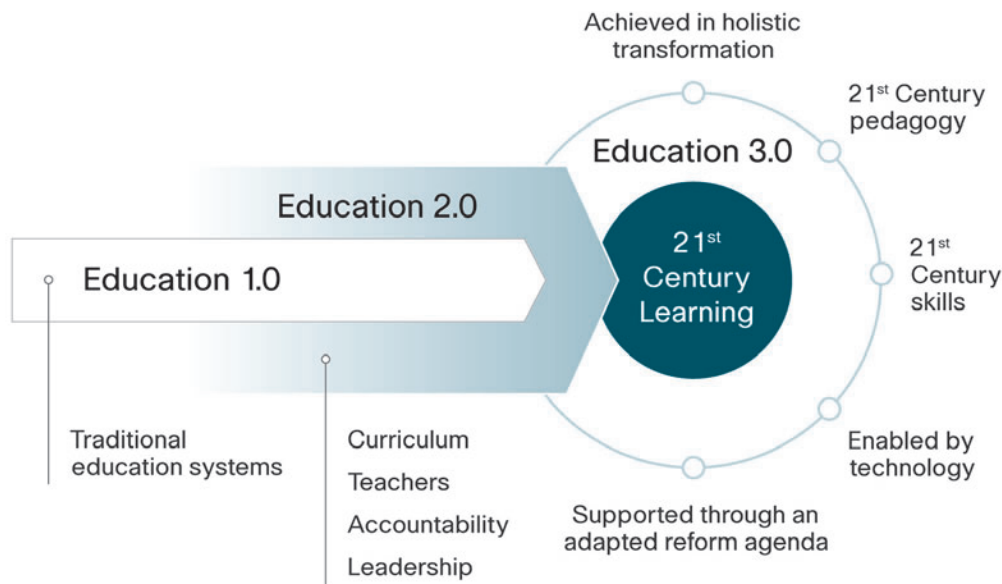 Achieved in holistic
transformation
21st Century
pedagogy
Education 3.0
Education 2.0
21st
Century
Learning
21st
Century
skills
Education 1.0
Traditional
education systems
Curriculum
Teachers
Accountability
Leadership
Enabled by
technology
Supported through an
adapted reform agenda